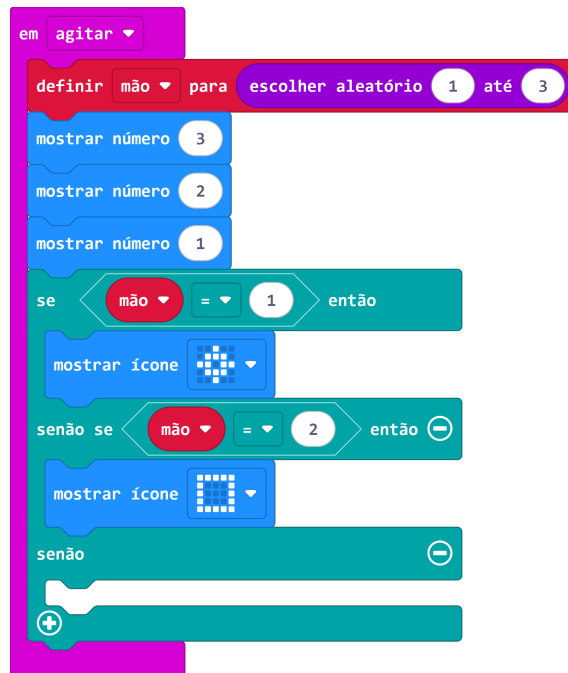 em agitar
definir mão para escolher aleatório 1 até 3
mostrar número 3
mostrar número 2
mostrar número 1
se mão = 1 então
mostrar ícone
senão se mão = 2 então
mostrar ícone
senão